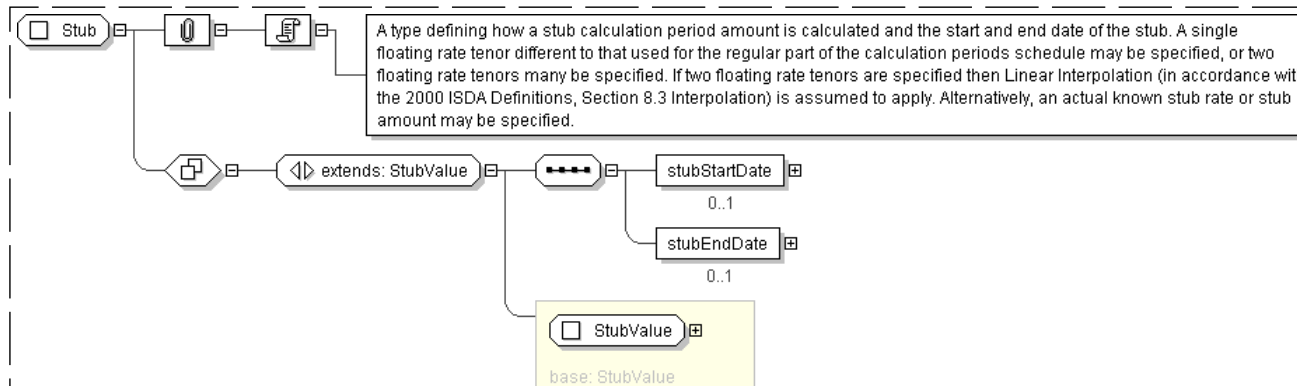 Stub
A type defining how a stub calculation period amount is calculated and the start and end date of the stub. A single
floating rate tenor different to that used for the regular part of the calculation periods schedule may be specified, or two
floating rate tenors many be specified. If two floating rate tenors are specified then Linear Interpolation (in accordance wit
the 2000 ISDA Definitions, Section 8.3 Interpolation) is assumed to apply. Alternatively, an actual known stub rate or stub
amount may be specified.
extends: StubValue
stubStartDate
0..1
stubEndDate
0..1
StubValue
base: StubValue